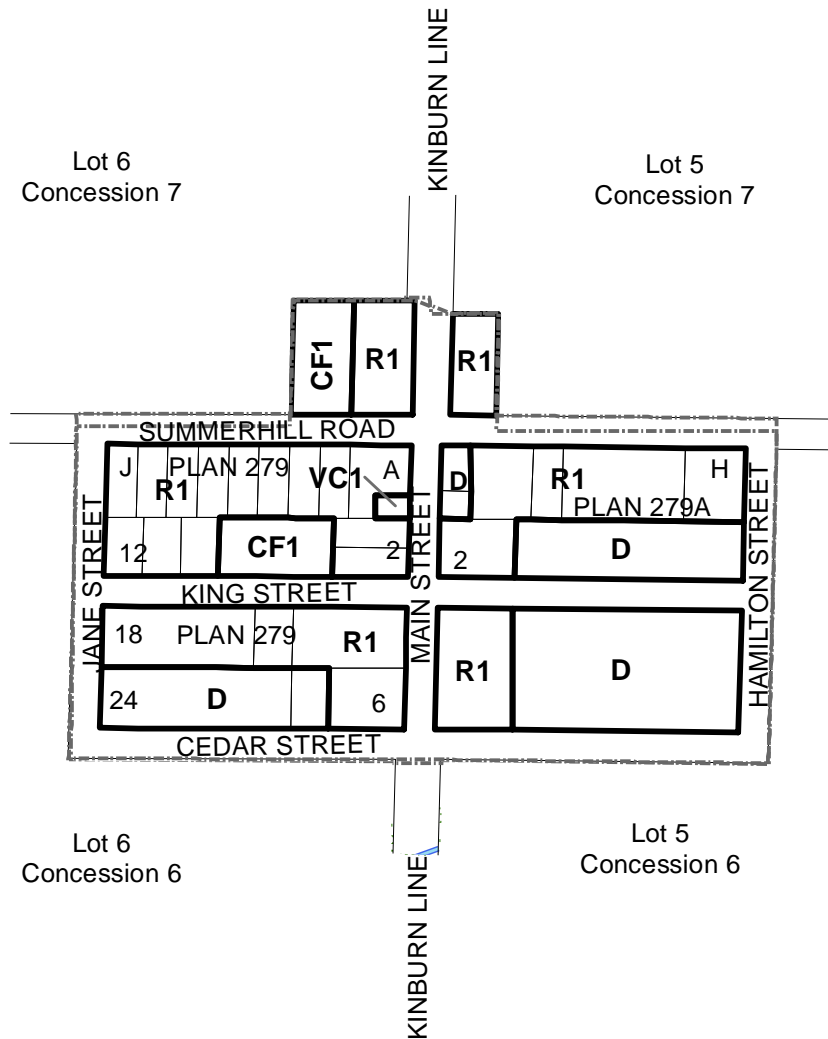 KINBURN LINE
Lot 6
Concession 7
Lot 5
Concession 7
CF1
R1
R1
SUMMERHILL ROAD
J
PLAN 279
R1
VC1
A
D
R1
H
PLAN 279A
12
CF1
2
2
D
JANE STREET
MAIN STREET
HAMILTON STREET
KING STREET
18
PLAN 279
R1
R1
D
24
D
6
CEDAR STREET
Lot 6
Concession 6
Lot 5
Concession 6
KINBURN LINE